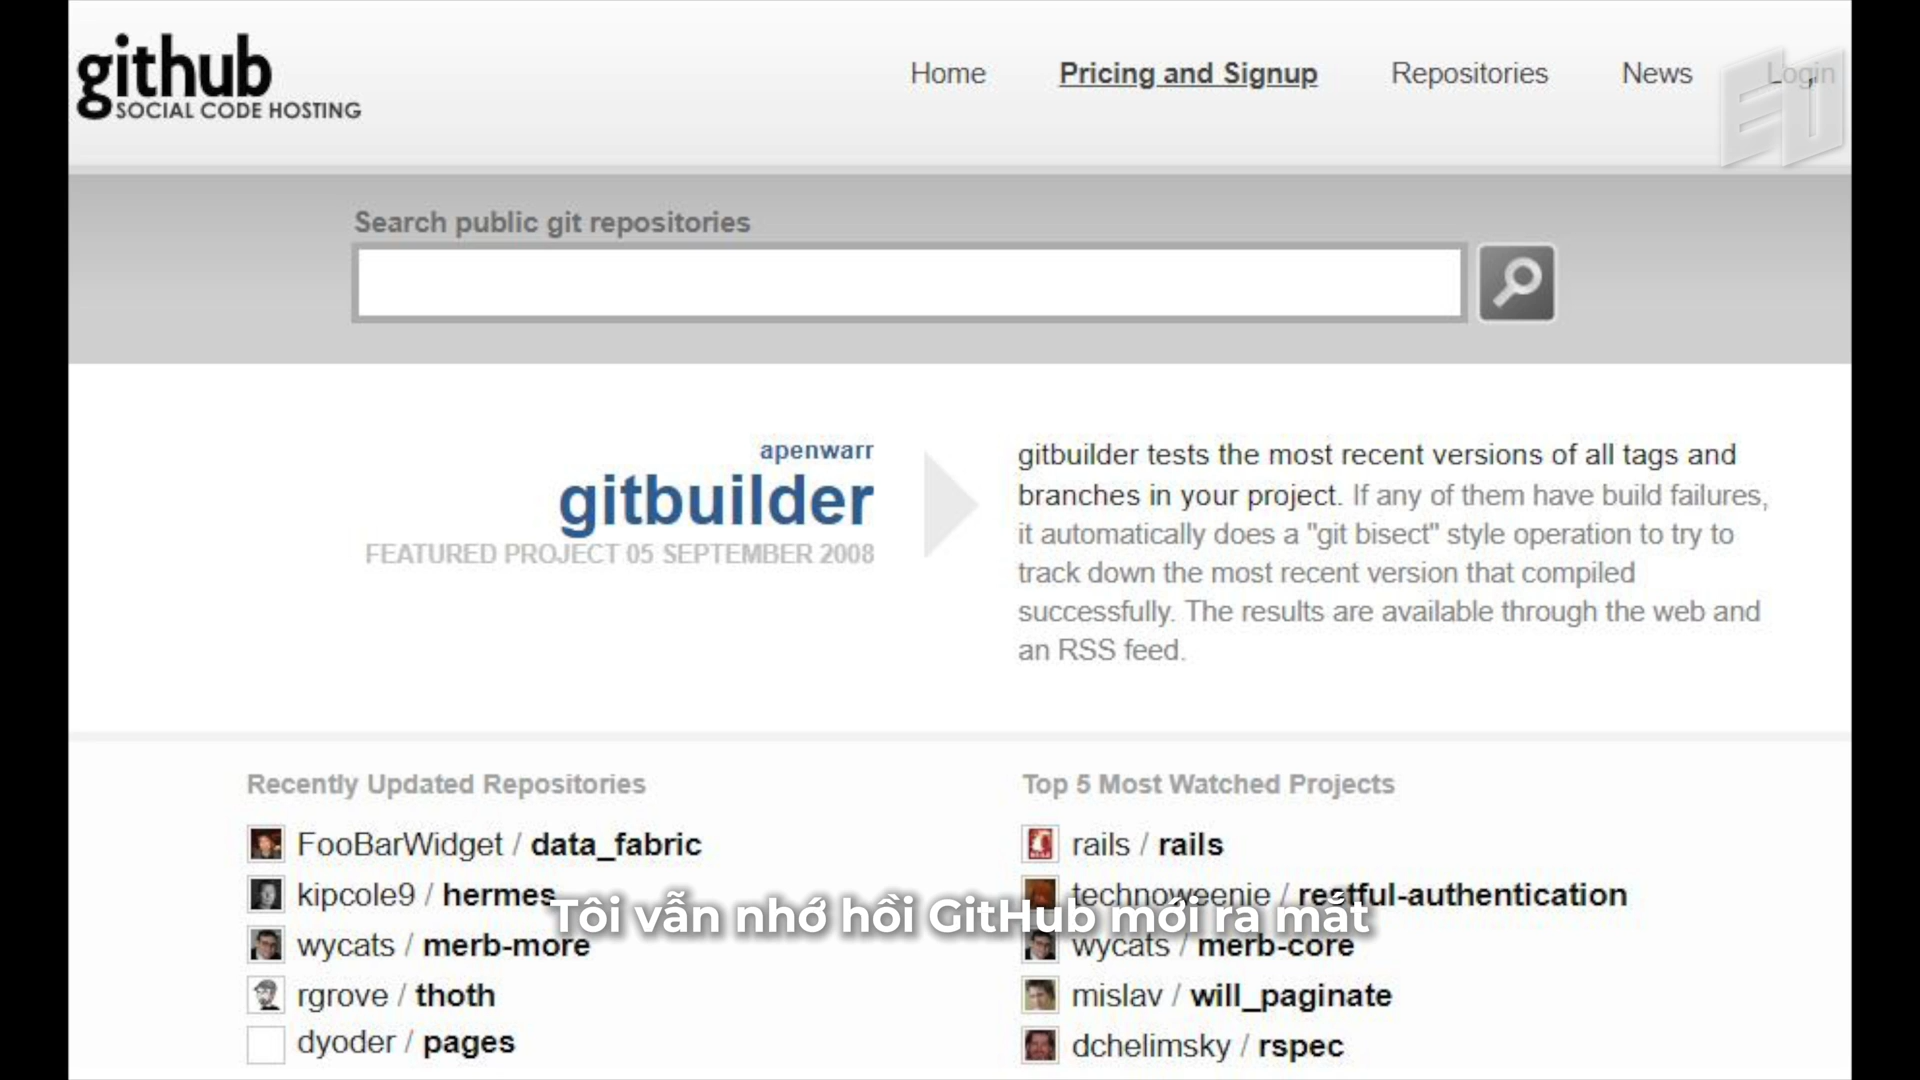 github
SOCIAL CODE HOSTING
Home Pricing and Signup Repositories News Login
EU
Search public git repositories
apenwarr
gitbuilder
FEATURED PROJECT 05 SEPTEMBER 2008
gitbuilder tests the most recent versions of all tags and
branches in your project. If any of them have build failures,
it automatically does a "git bisect" style operation to try to
track down the most recent version that compiled
successfully. The results are available through the web and
an RSS feed.
Recently Updated Repositories
FooBarWidget / data_fabric
kipcole9 / hermes
wycats / merb-more
rgrove / thoth
dyoder / pages
Top 5 Most Watched Projects
rails / rails
technoweenie / restful-authentication
wycats / merb-core
mislav / will_paginate
dchelimsky / rspec
Tôi vẫn nhớ hồi GitHub mới ra mắt